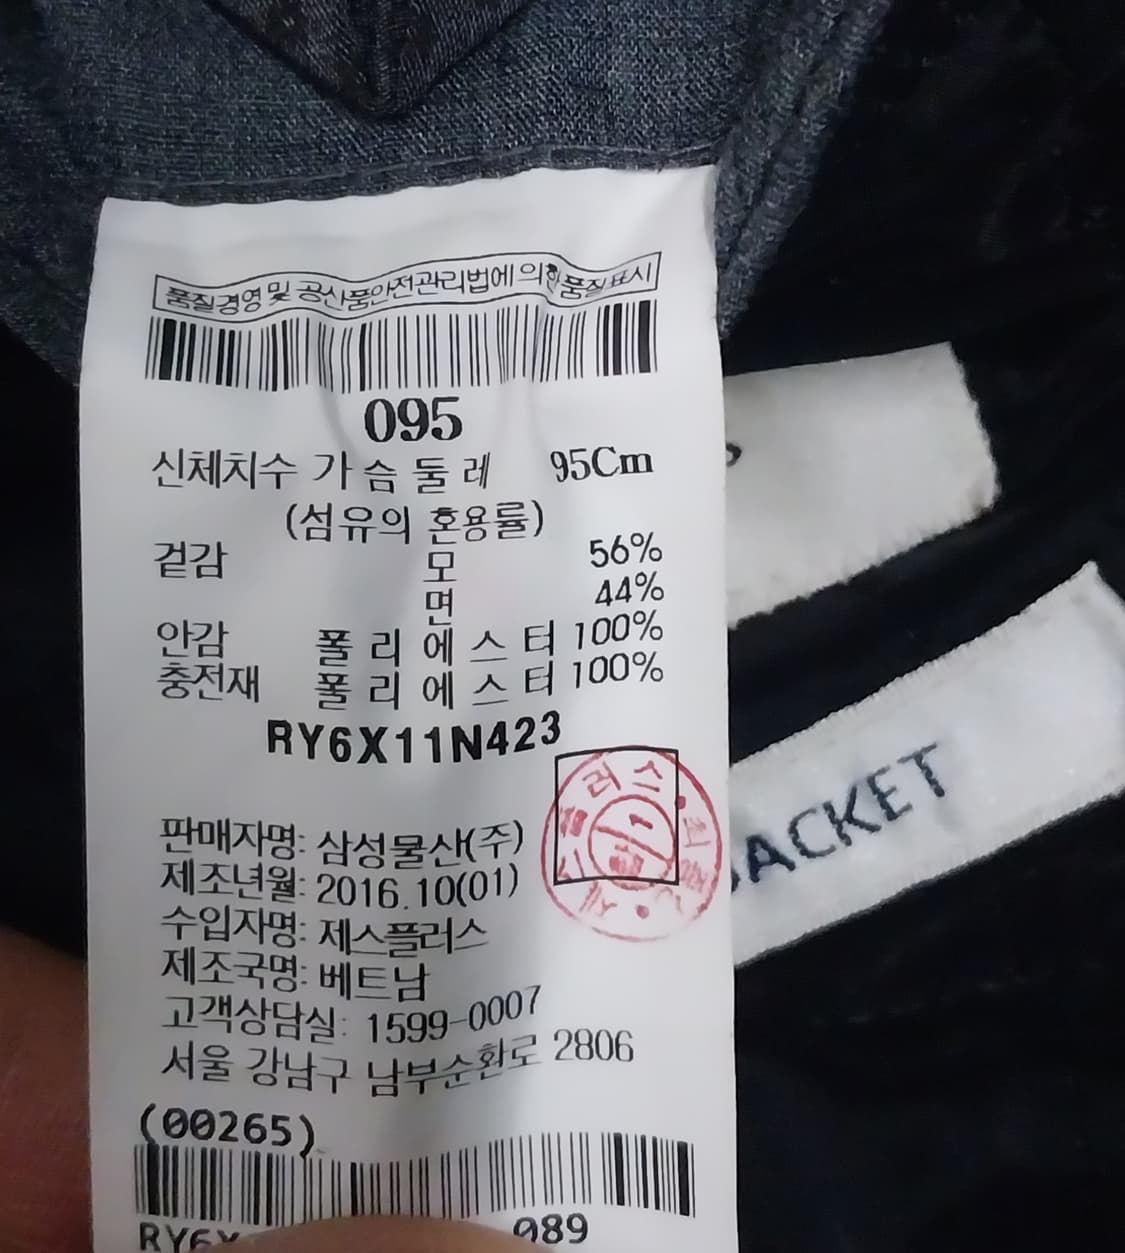 품질경영및 공산품안전관리법에 의한 품질표시
095
신체치수 가슴둘레 95Cm
(섬유의 혼용률)
겉감 모 56%
면 44%
안감 폴리에스터 100%
충전재 폴리에스터 100%
RY6X11N423
판매자명: 삼성물산(주)
제조년월: 2016.10(01)
수입자명: 제스플러스
제조국명: 베트남
고객상담실: 1599-0007
서울 강남구 남부순환로 2806
(00265)
089
ACKET